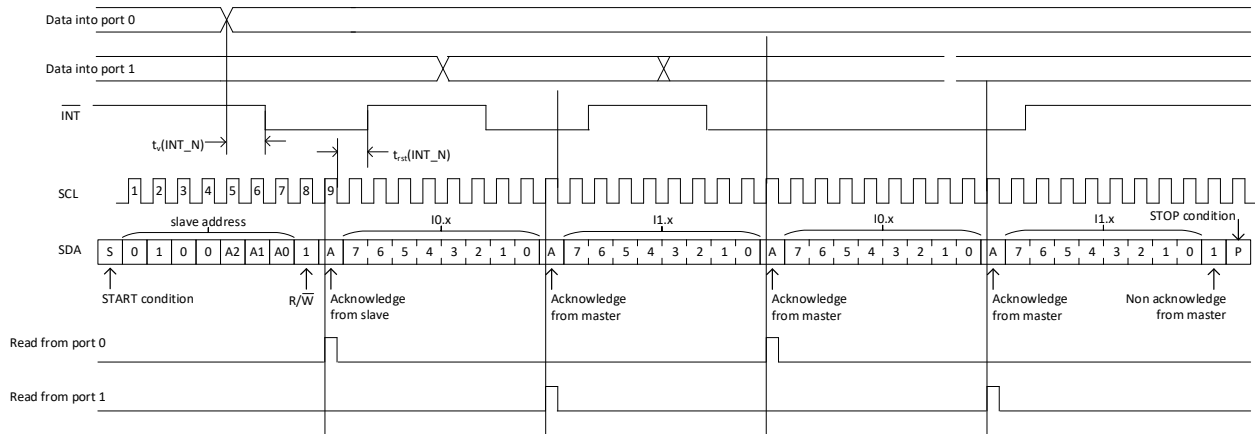 Data into port 0
Data into port 1
INT
tv(INT_N)
trst(INT_N)
SCL
1 2 3 4 5 6 7 8 9
slave address I0.x I1.x I0.x I1.x STOP condition
SDA
S 0 1 0 0 A2 A1 A0 1 A 7 6 5 4 3 2 1 0 A 7 6 5 4 3 2 1 0 A 7 6 5 4 3 2 1 0 A 7 6 5 4 3 2 1 0 1 P
START condition
R/W
Acknowledge
from slave
Acknowledge
from master
Acknowledge
from master
Acknowledge
from master
Non acknowledge
from master
Read from port 0
Read from port 1